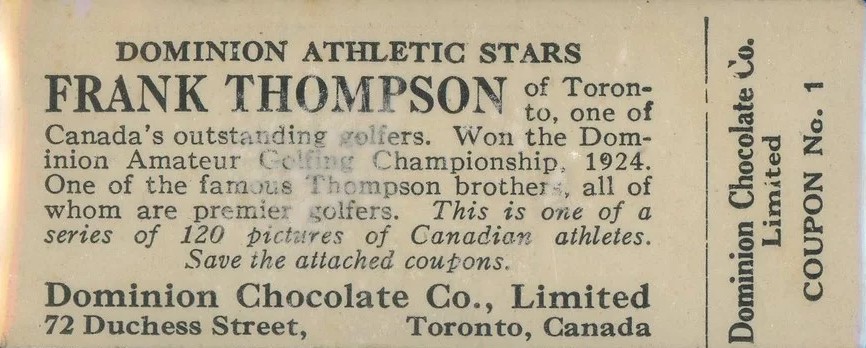 DOMINION ATHLETIC STARS
FRANK THOMPSON of Toron-
to, one of
Canada's outstanding golfers. Won the Dom-
inion Amateur Golfing Championship, 1924.
One of the famous Thompson brothers, all of
whom are premier golfers. This is one of a
series of 120 pictures of Canadian athletes.
Save the attached coupons.
Dominion Chocolate Co., Limited
72 Duchess Street, Toronto, Canada
Dominion Chocolate Co.
Limited
COUPON No. 1